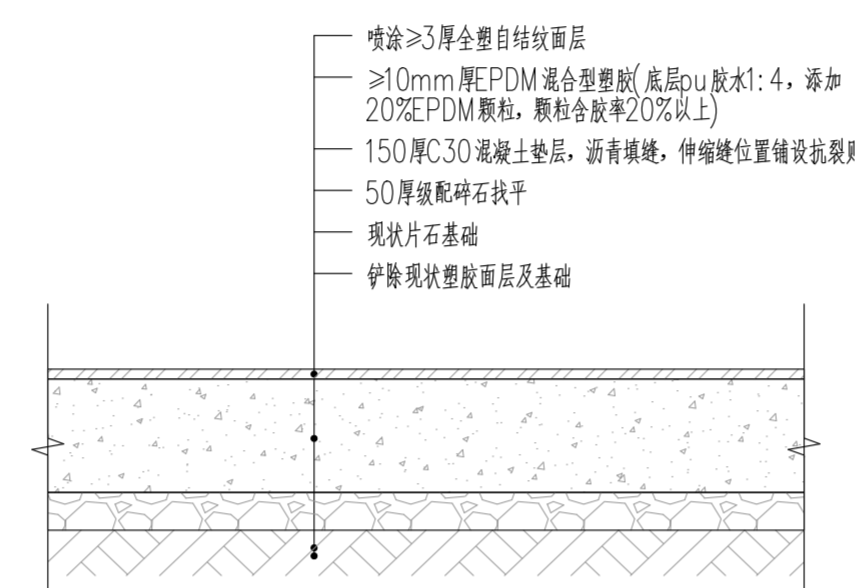 喷涂≥3厚全塑自结纹面层
≥10mm厚EPDM混合型塑胶(底层pu胶水1:4，添加
20%EPDM颗粒，颗粒含胶率20%以上)
150厚C30混凝土垫层，沥青填缝，伸缩缝位置铺设抗裂
50厚级配碎石找平
现状片石基础
铲除现状塑胶面层及基础